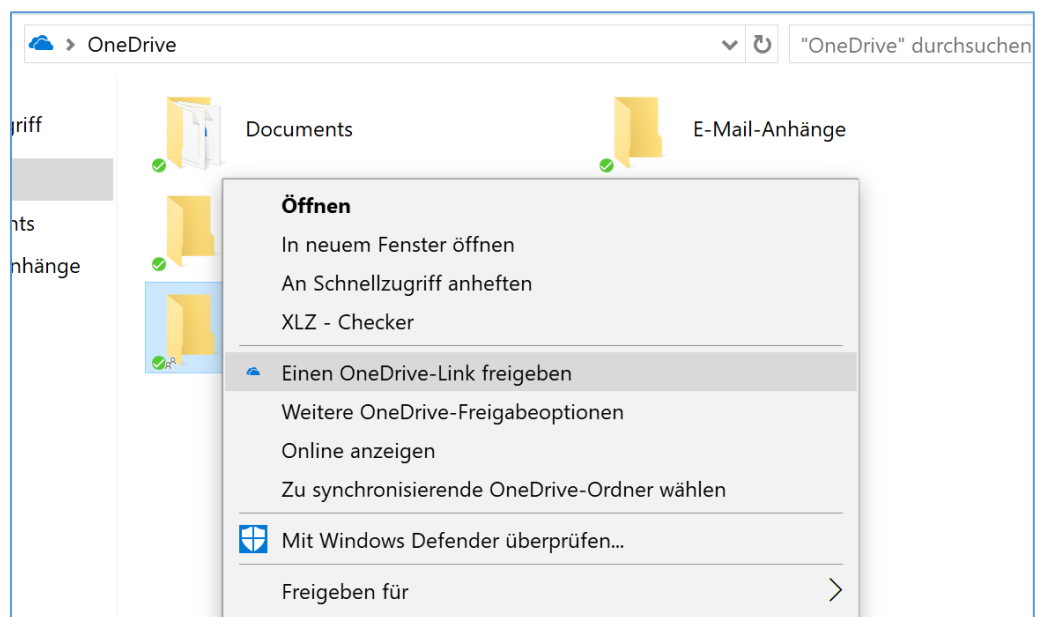 OneDrive
"OneDrive" durchsuchen
griff
Documents
E-Mail-Anhänge
nts
nhänge
Öffnen
In neuem Fenster öffnen
An Schnellzugriff anheften
XLZ - Checker
Einen OneDrive-Link freigeben
Weitere OneDrive-Freigabeoptionen
Online anzeigen
Zu synchronisierende OneDrive-Ordner wählen
Mit Windows Defender überprüfen...
Freigeben für